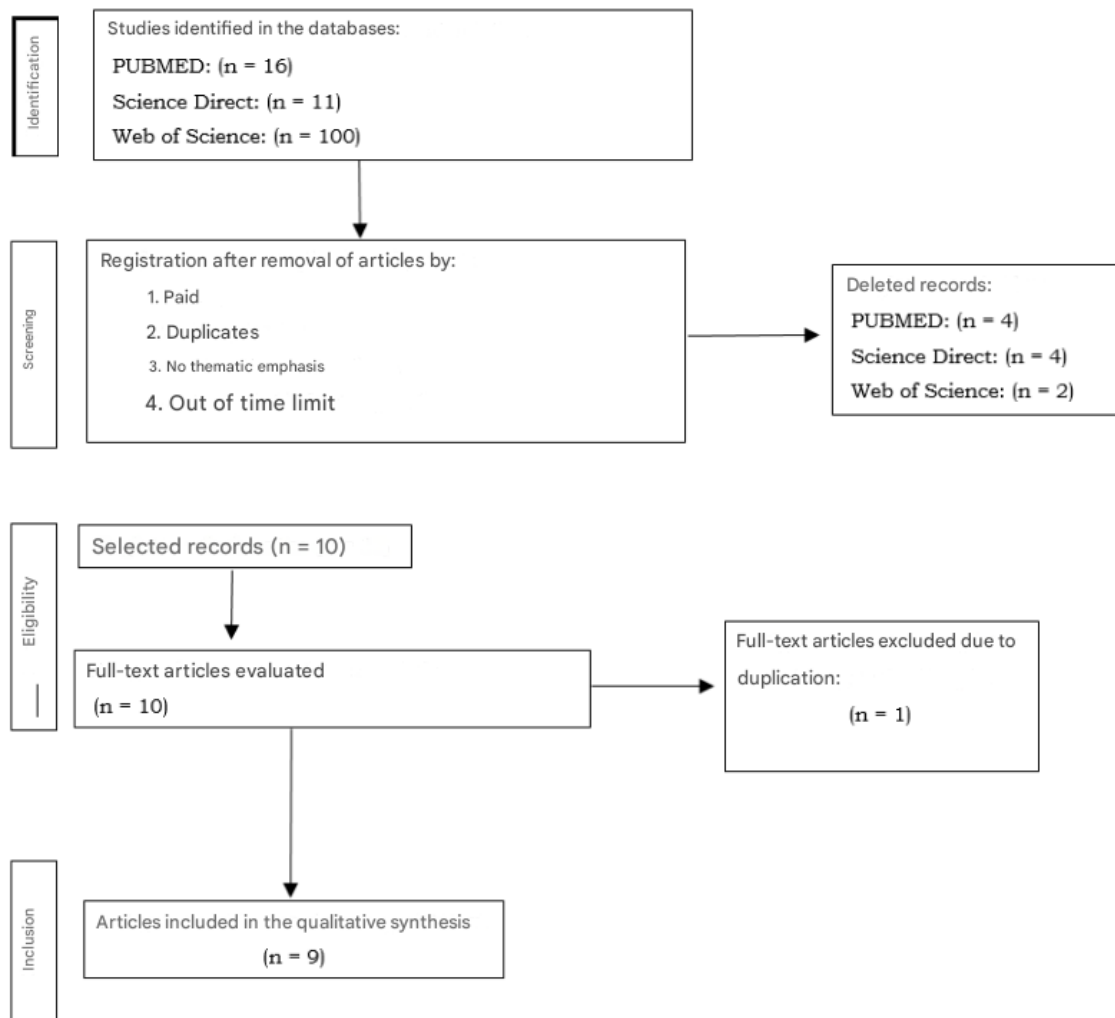 Identification
Studies identified in the databases:
PUBMED: (n = 16)
Science Direct: (n = 11)
Web of Science: (n = 100)
Screening
Registration after removal of articles by:
1. Paid
2. Duplicates
3. No thematic emphasis
4. Out of time limit
Deleted records:
PUBMED: (n = 4)
Science Direct: (n = 4)
Web of Science: (n = 2)
Eligibility
Selected records (n = 10)
Full-text articles evaluated
(n = 10)
Full-text articles excluded due to
duplication:
(n = 1)
Inclusion
Articles included in the qualitative synthesis
(n = 9)